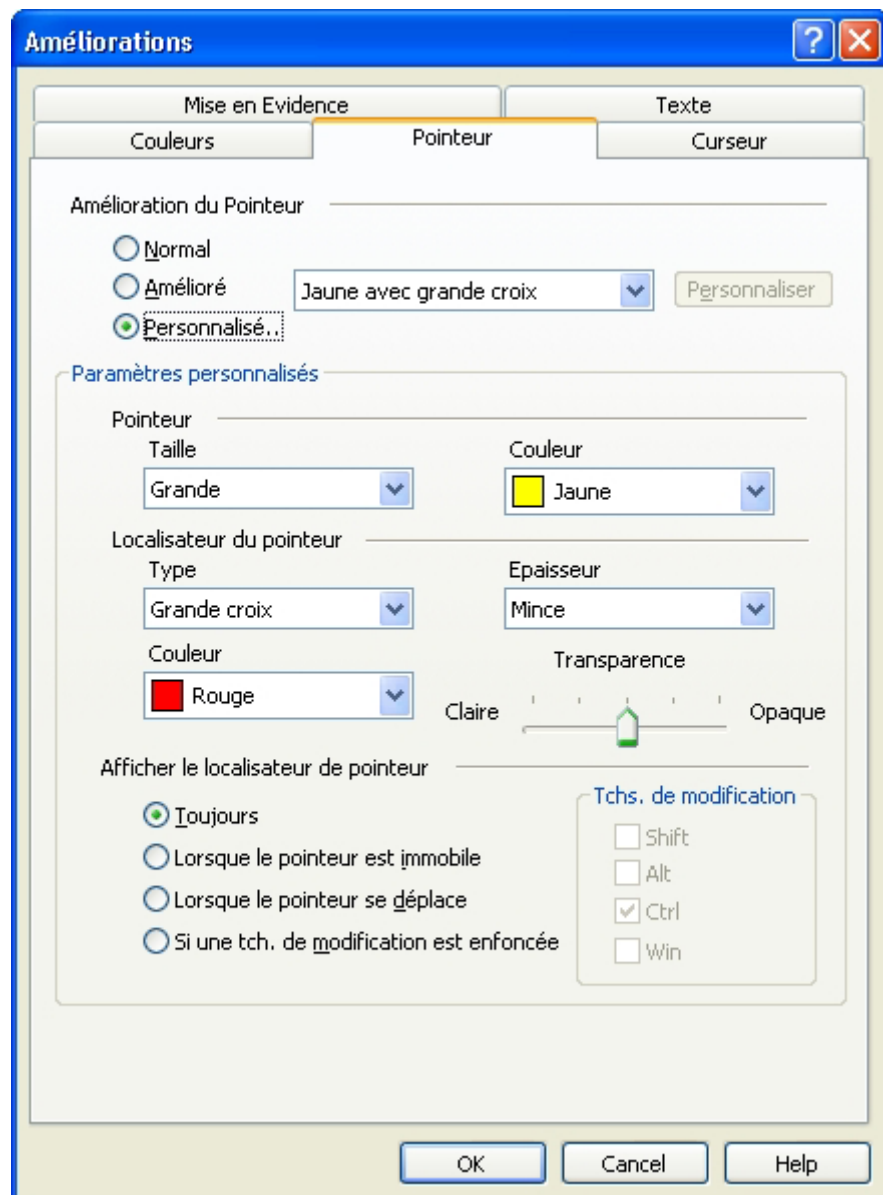 Améliorations
Mise en Evidence Texte
Couleurs Pointeur Curseur
Amélioration du Pointeur
Normal
Amélioré Jaune avec grande croix Personnaliser
Personnalisé..
Paramètres personnalisés
Pointeur
Taille Couleur
Grande Jaune
Localisateur du pointeur
Type Epaisseur
Grande croix Mince
Couleur Transparence
Rouge Claire Opaque
Afficher le localisateur de pointeur
Tchs. de modification
Toujours Shift
Lorsque le pointeur est immobile Alt
Lorsque le pointeur se déplace Ctrl
Si une tch. de modification est enfoncée Win
OK Cancel Help